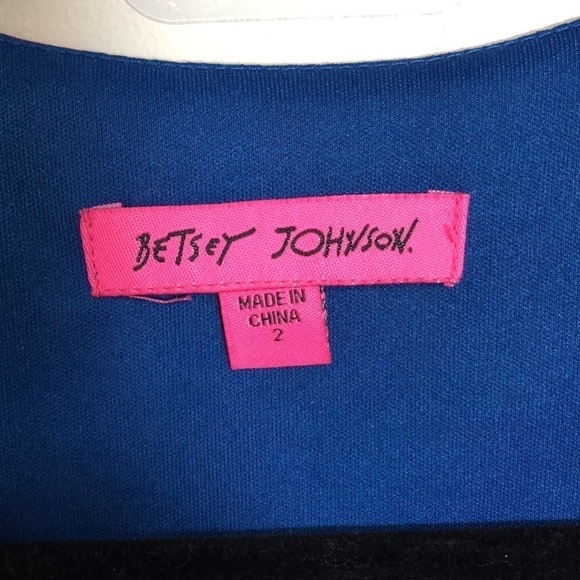 BETSEY JOHNSON.
MADE IN
CHINA
2